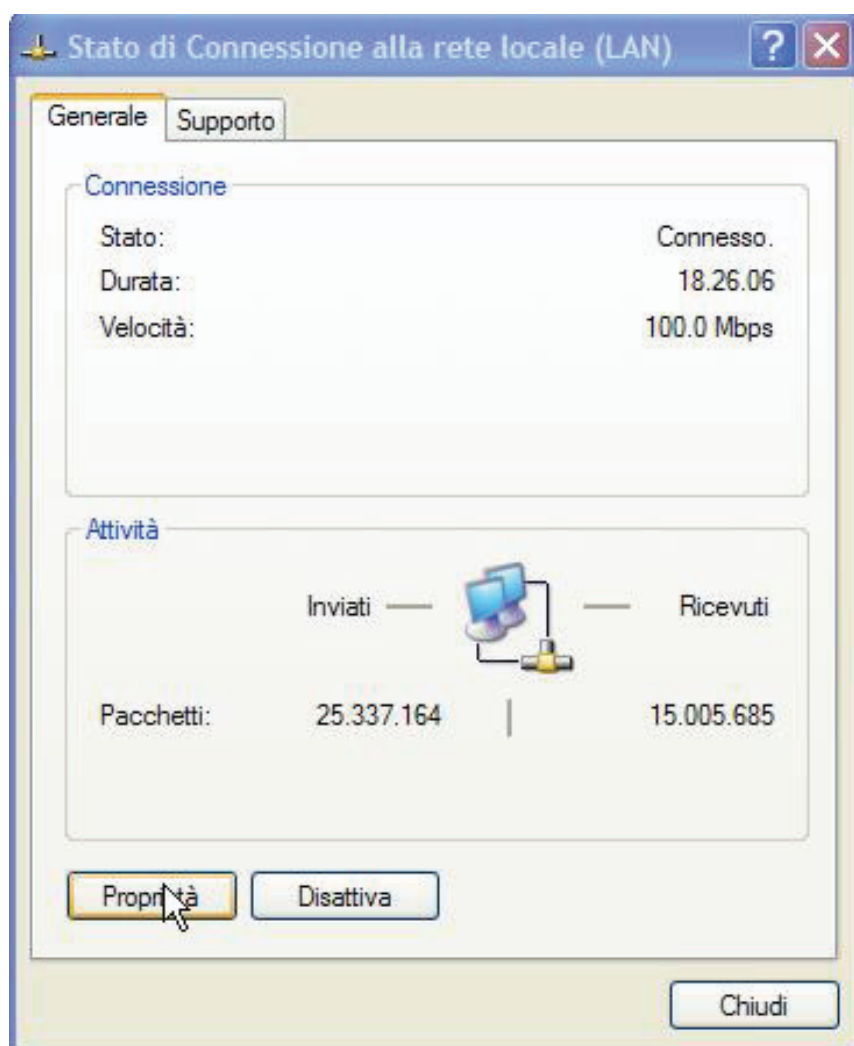 Stato di Connessione alla rete locale (LAN)
Generale Supporto
Connessione
Stato: Connesso.
Durata: 18.26.06
Velocità: 100.0 Mbps
Attività
Inviati Ricevuti
Pacchetti: 25.337.164 15.005.685
Proprietà Disattiva
Chiudi